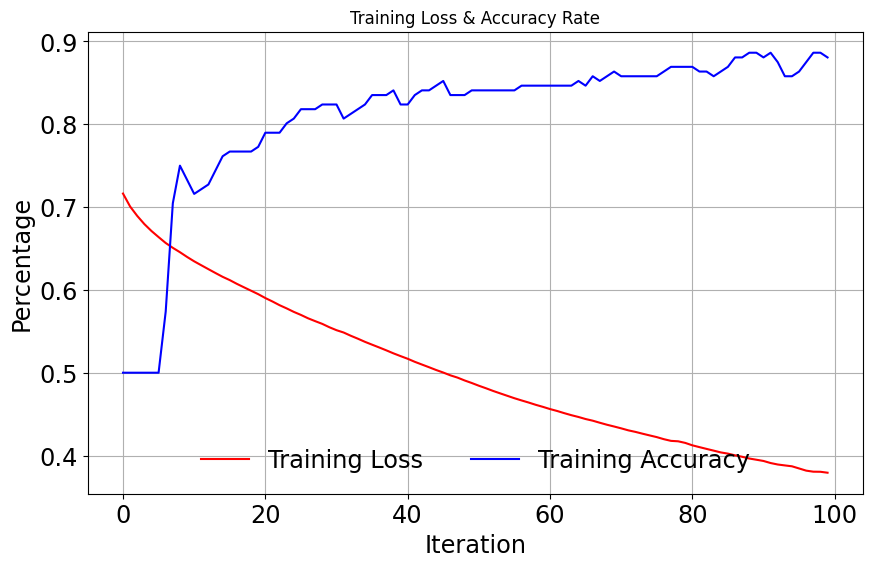 Training Loss & Accuracy Rate
Percentage
0.9
0.8
0.7
0.6
0.5
0.4
Training Loss Training Accuracy
0 20 40 60 80 100
Iteration